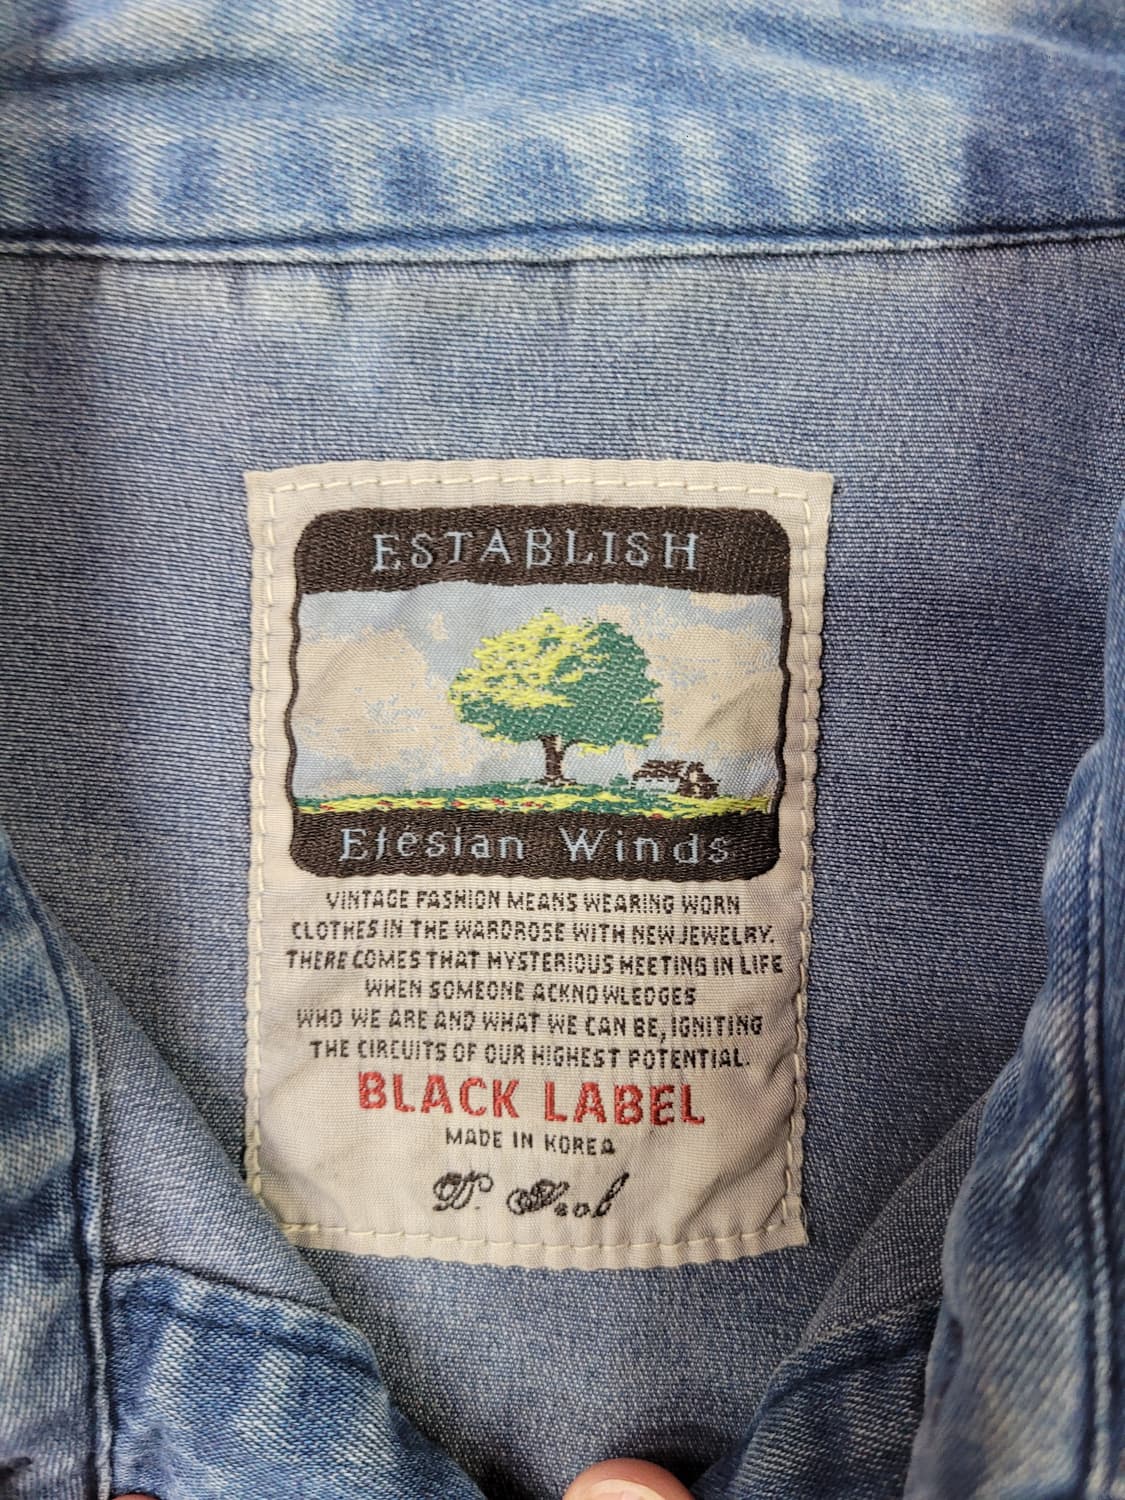 ESTABLISH
Etésian Winds
VINTAGE FASHION MEANS WEARING WORN
CLOTHES IN THE WARDROSE WITH NEW JEWELRY.
THERE COMES THAT MYSTERIOUS MEETING IN LIFE
WHEN SOMEONE ACKNOWLEDGES
WHO WE ARE AND WHAT WE CAN BE, IGNITING
THE CIRCUITS OF OUR HIGHEST POTENTIAL.
BLACK LABEL
MADE IN KOREA